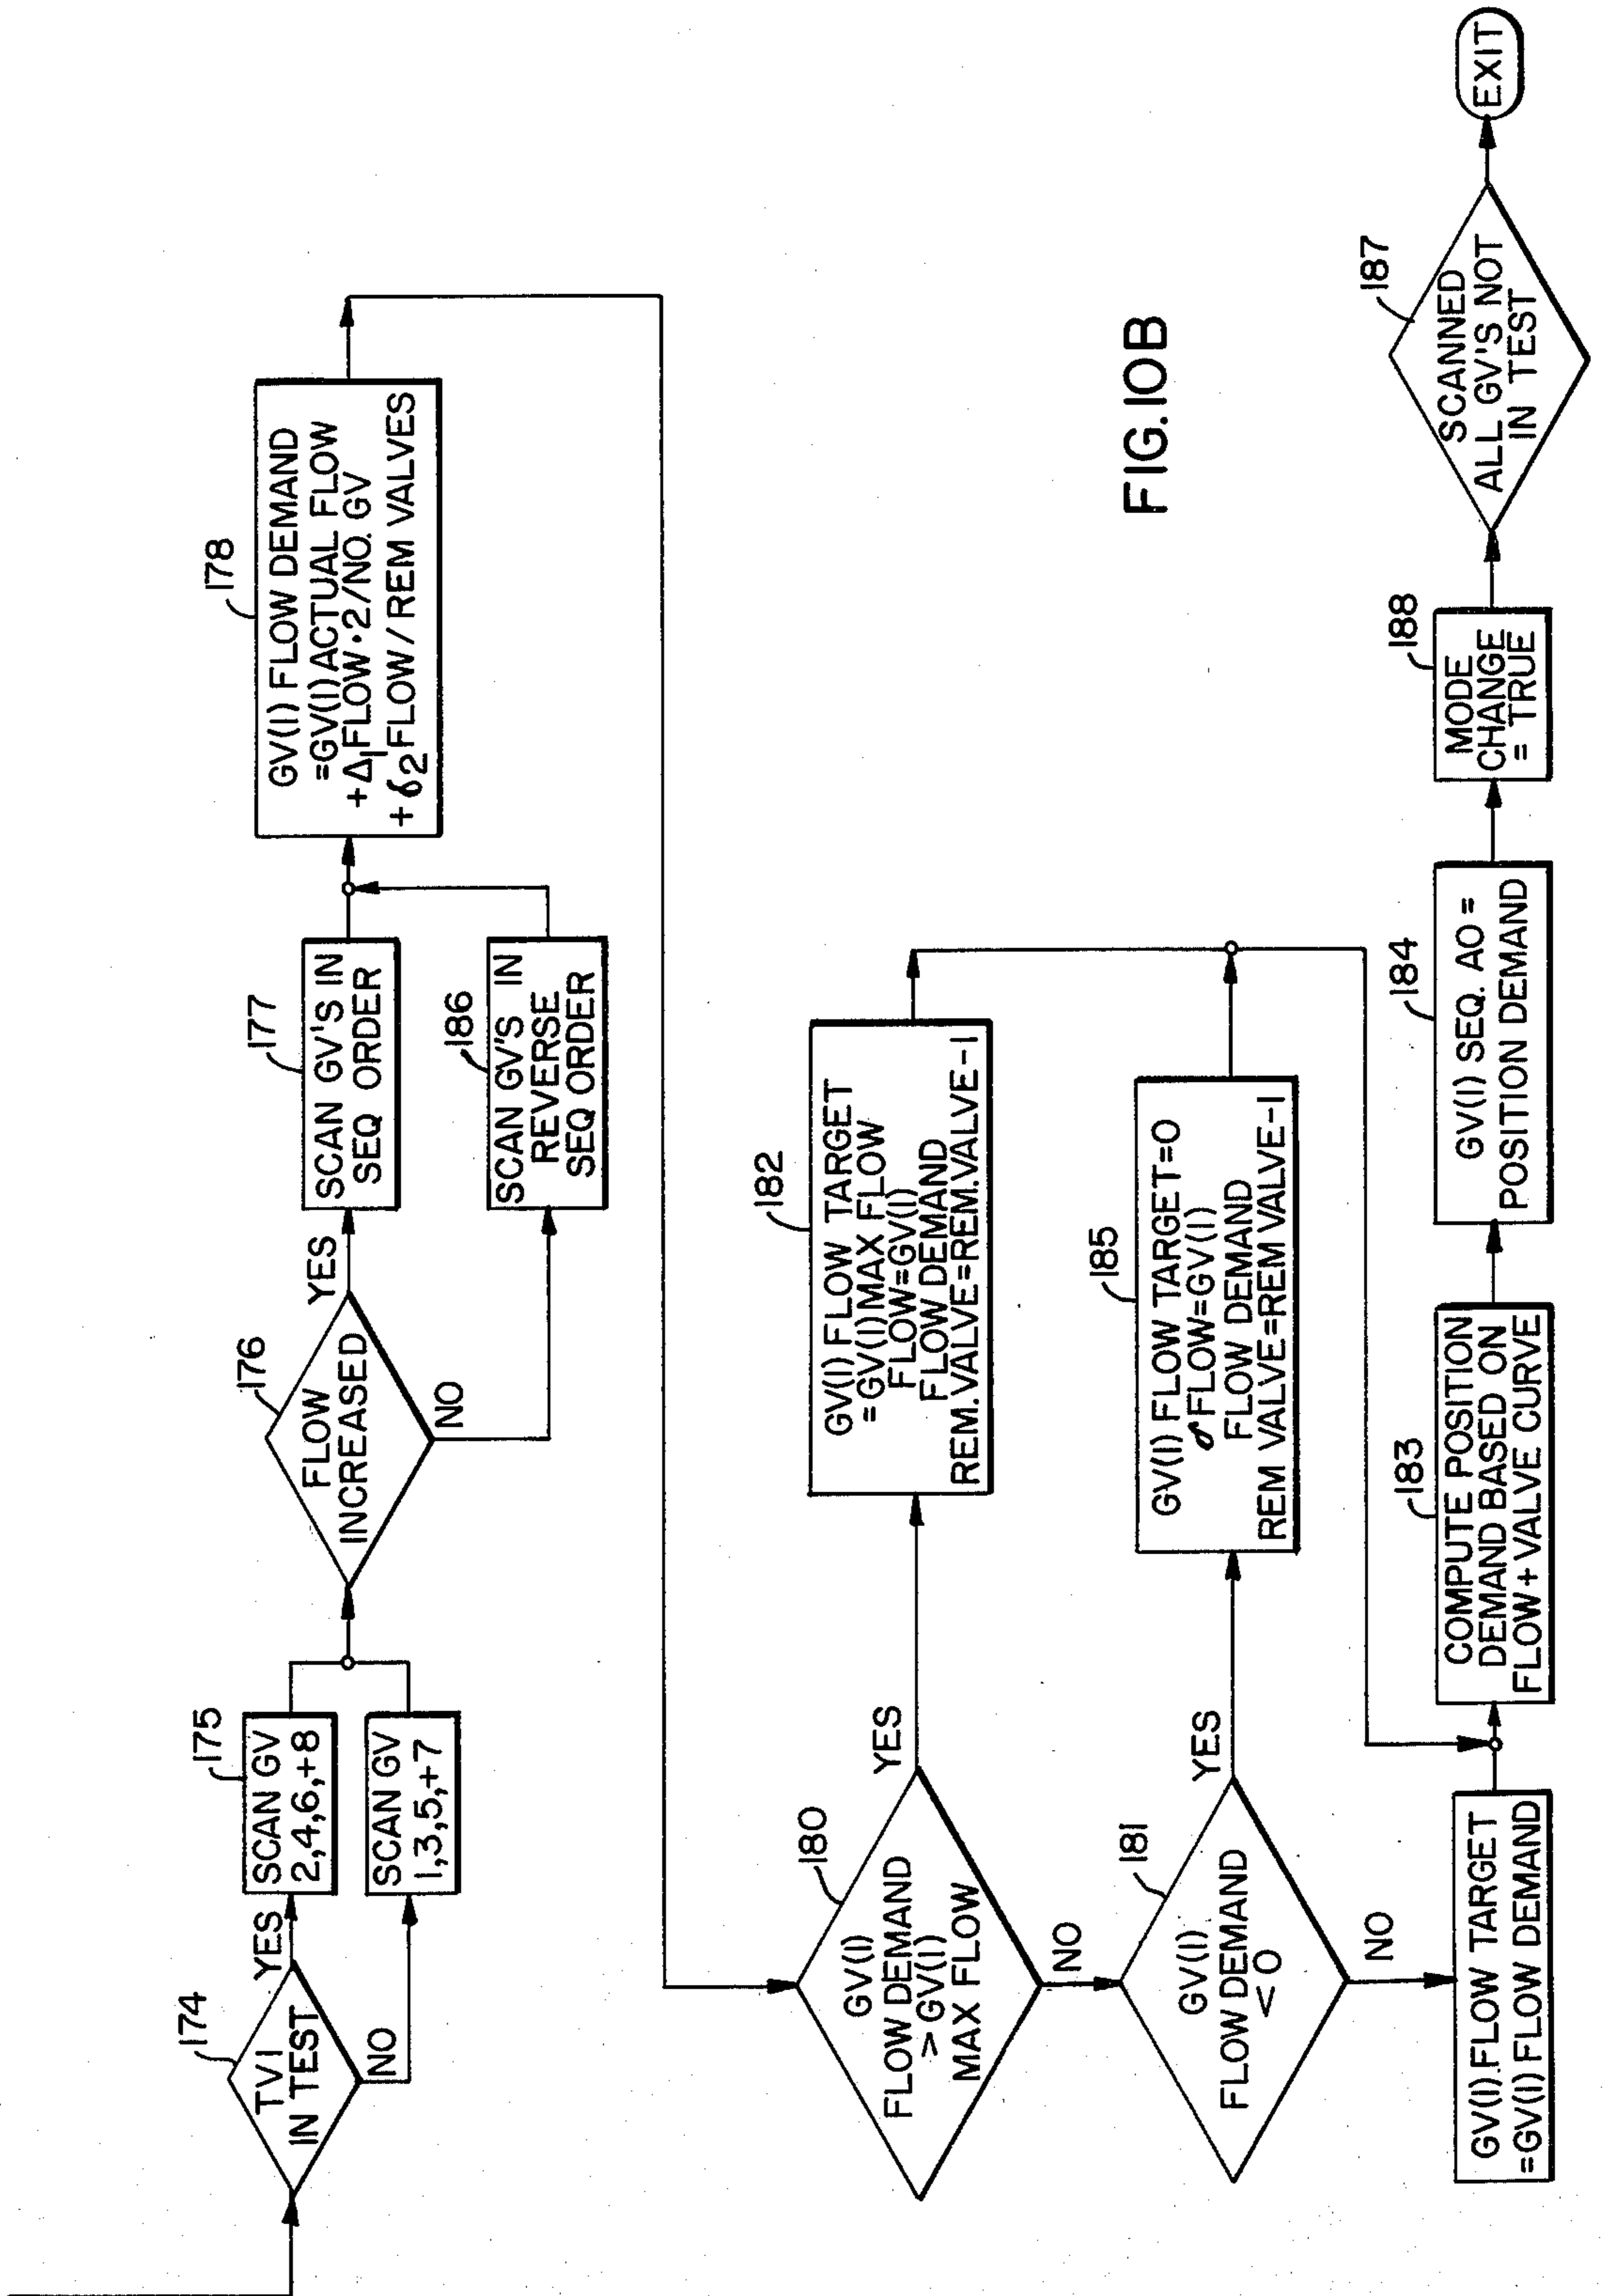 174
TV1
IN TEST
YES
NO
175
SCAN GV
2,4,6,+8
SCAN GV
1,3,5,+7
176
FLOW
INCREASED
YES
NO
177
SCAN GV'S IN
SEQ ORDER
186
SCAN GV'S IN
REVERSE
SEQ ORDER
178
GV(I) FLOW DEMAND
=GV(I) ACTUAL FLOW
+Δ1FLOW·2/NO. GV
+δ2FLOW/REM VALVES
180
GV(I)
FLOW DEMAND
>GV(I)
MAX FLOW
YES
NO
182
GV(I) FLOW TARGET
=GV(I) MAX FLOW
FLOW=GV(I)
FLOW DEMAND
REM.VALVE=REM.VALVE-1
181
GV(I)
FLOW DEMAND
<0
YES
NO
185
GV(I) FLOW TARGET=0
σFLOW=GV(I)
FLOW DEMAND
REM VALVE=REM VALVE-1
GV(I).FLOW TARGET
=GV(I) FLOW DEMAND
183
COMPUTE POSITION
DEMAND BASED ON
FLOW+VALVE CURVE
184
GV(I) SEQ. AO=
POSITION DEMAND
188
MODE
CHANGE
=TRUE
187
SCANNED
ALL GV'S NOT
IN TEST
EXIT
FIG.10B